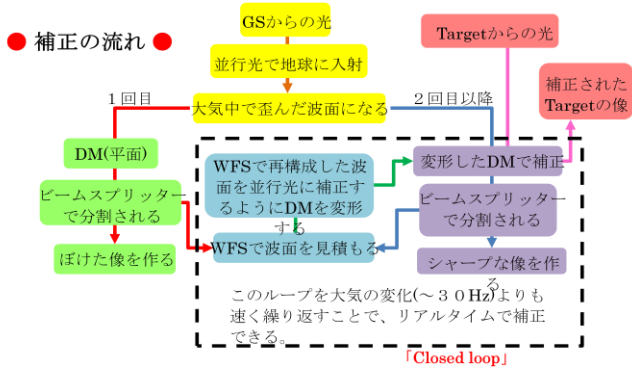 ● 補正の流れ ●
GSからの光
並行光で地球に入射
大気中で歪んだ波面になる
Targetからの光
補正された
Targetの像
1回目
2回目以降
DM(平面)
ビームスプリッター
で分割される
ぼけた像を作る
WFSで再構成した波
面を並行光に補正す
るようにDMを変形
する
WFSで波面を見積もる
変形したDMで補正
ビームスプリッター
で分割される
シャープな像を作
る
このループを大気の変化(～３０Hz)よりも
速く繰り返すことで、リアルタイムで補正
できる。
「Closed loop」